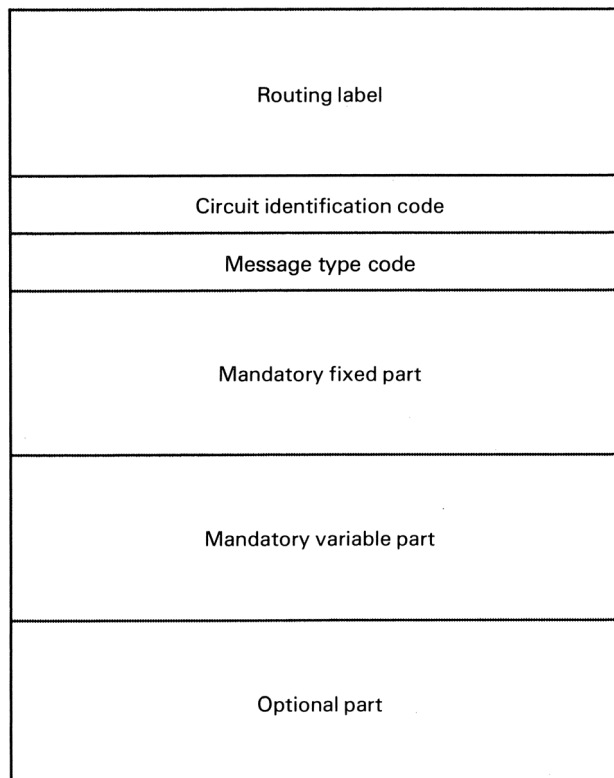 Routing label
Circuit identification code
Message type code
Mandatory fixed part
Mandatory variable part
Optional part